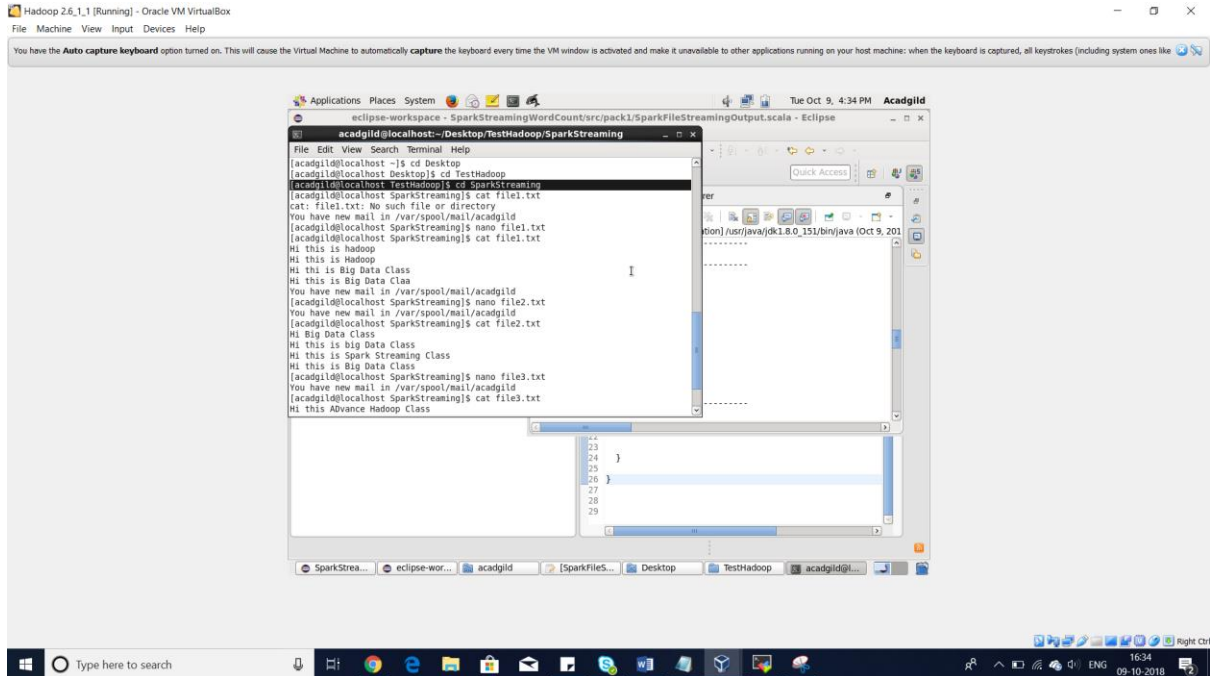 Hadoop 2.6_1_1 [Running] - Oracle VM VirtualBox
File Machine View Input Devices Help
You have the Auto capture keyboard option turned on. This will cause the Virtual Machine to automatically capture the keyboard every time the VM window is activated and make it unavailable to other applications running on your host machine: when the keyboard is captured, all keystrokes (including system ones like
Applications Places System
Tue Oct 9, 4:34 PM Acadgild
eclipse-workspace - SparkStreamingWordCount/src/pack1/SparkFileStreamingOutput.scala - Eclipse
acadgild@localhost:~/Desktop/TestHadoop/SparkStreaming
File Edit View Search Terminal Help
Quick Access
[acadgild@localhost ~]$ cd Desktop
[acadgild@localhost Desktop]$ cd TestHadoop
[acadgild@localhost TestHadoop]$ cd SparkStreaming
[acadgild@localhost SparkStreaming]$ cat file1.txt
cat: file1.txt: No such file or directory
You have new mail in /var/spool/mail/acadgild
[acadgild@localhost SparkStreaming]$ nano file1.txt
[acadgild@localhost SparkStreaming]$ cat file1.txt
Hi this is hadoop
Hi this is Hadoop
Hi thi is Big Data Class
Hi this is Big Data Claa
You have new mail in /var/spool/mail/acadgild
[acadgild@localhost SparkStreaming]$ nano file2.txt
You have new mail in /var/spool/mail/acadgild
[acadgild@localhost SparkStreaming]$ cat file2.txt
Hi Big Data Class
Hi this is big Data Class
Hi this is Spark Streaming Class
Hi this is Big Data Class
[acadgild@localhost SparkStreaming]$ nano file3.txt
You have new mail in /var/spool/mail/acadgild
[acadgild@localhost SparkStreaming]$ cat file3.txt
Hi this ADvance Hadoop Class
rer
ation] /usr/java/jdk1.8.0_151/bin/java (Oct 9, 201
----------
----------
----------
22
23
24 }
25
26 }
27
28
29
SparkStrea...
eclipse-wor...
acadgild
[SparkFileS...
Desktop
TestHadoop
acadgild@l...
Right Ctrl
Type here to search
ENG
16:34
09-10-2018
2